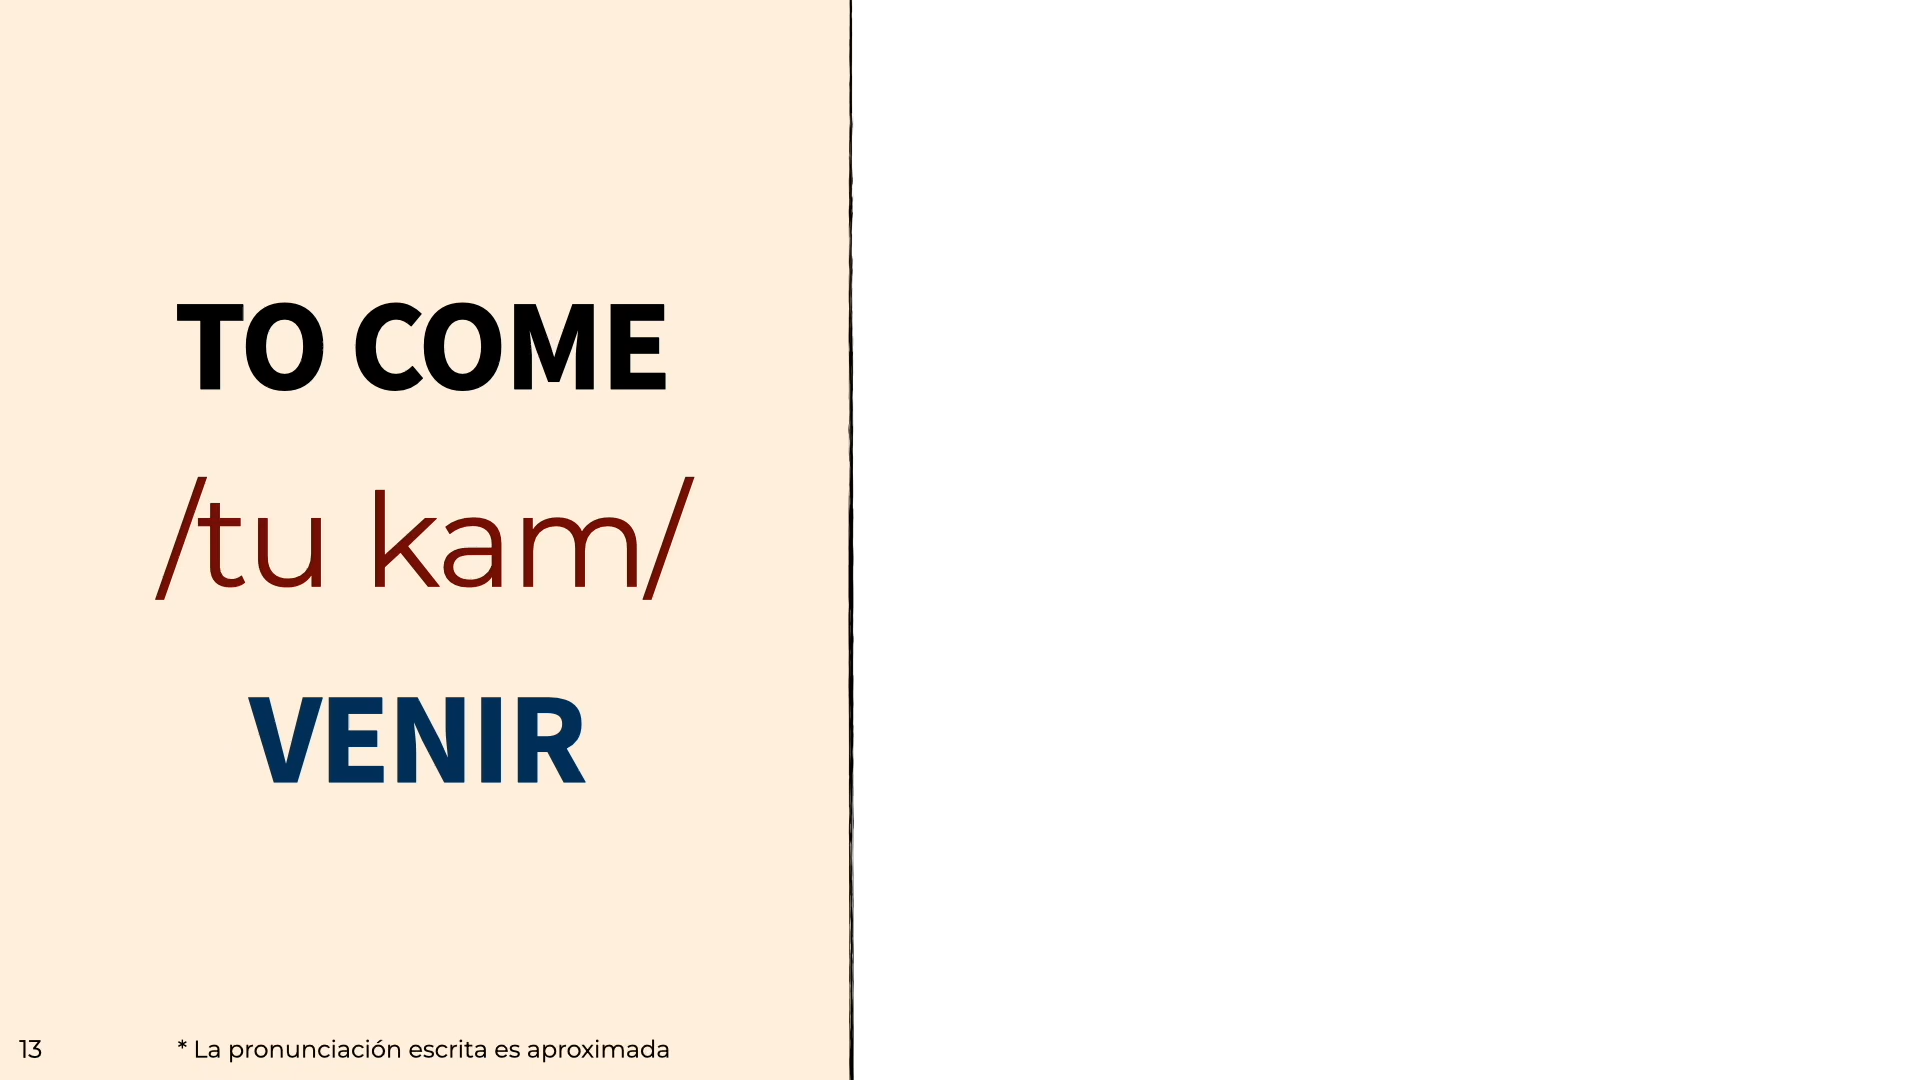 TO COME
/tu kam/
VENIR
13
* La pronunciación escrita es aproximada